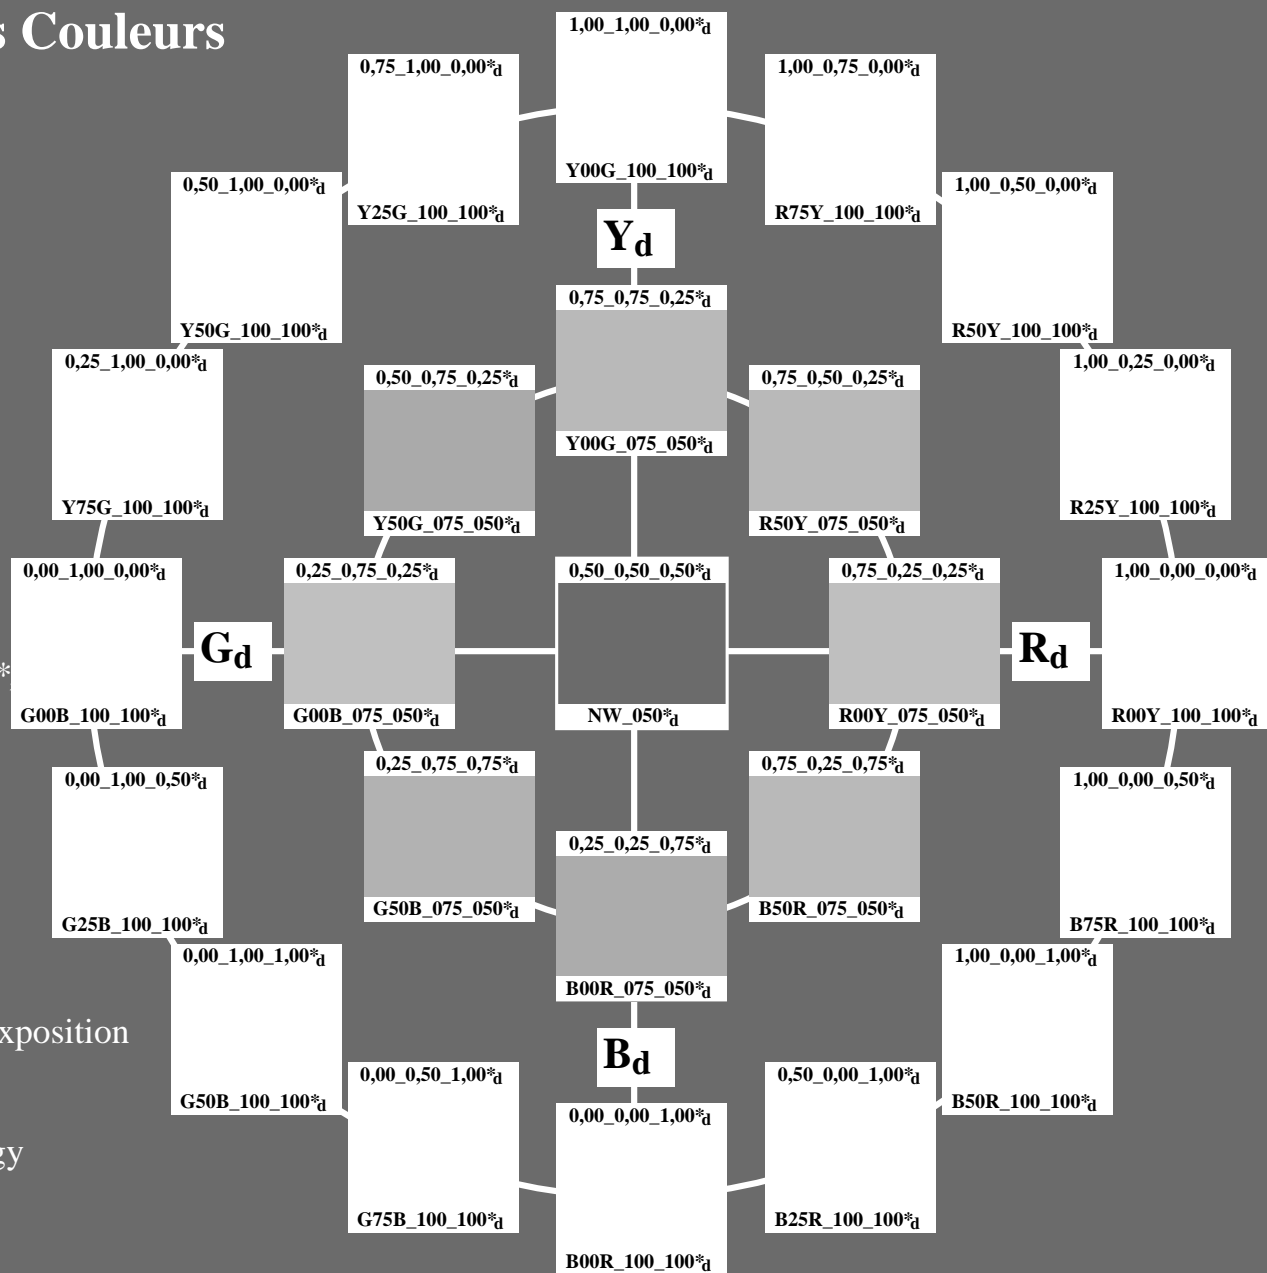 s Couleurs
1,00_1,00_0,00*d
0,75_1,00_0,00*d
1,00_0,75_0,00*d
Y00G_100_100*d
0,50_1,00_0,00*d
1,00_0,50_0,00*d
Y25G_100_100*d
R75Y_100_100*d
Yd
0,75_0,75_0,25*d
Y50G_100_100*d
R50Y_100_100*d
0,25_1,00_0,00*d
1,00_0,25_0,00*d
0,50_0,75_0,25*d
0,75_0,50_0,25*d
Y00G_075_050*d
Y75G_100_100*d
R25Y_100_100*d
Y50G_075_050*d
R50Y_075_050*d
0,00_1,00_0,00*d
0,25_0,75_0,25*d
0,50_0,50_0,50*d
0,75_0,25_0,25*d
1,00_0,00_0,00*d
Gd
Rd
*
G00B_100_100*d
G00B_075_050*d
NW_050*d
R00Y_075_050*d
R00Y_100_100*d
0,25_0,75_0,75*d
0,75_0,25_0,75*d
0,00_1,00_0,50*d
1,00_0,00_0,50*d
0,25_0,25_0,75*d
G50B_075_050*d
B50R_075_050*d
G25B_100_100*d
B75R_100_100*d
0,00_1,00_1,00*d
1,00_0,00_1,00*d
B00R_075_050*d
xposition
Bd
0,00_0,50_1,00*d
0,50_0,00_1,00*d
G50B_100_100*d
B50R_100_100*d
0,00_0,00_1,00*d
gy
G75B_100_100*d
B25R_100_100*d
B00R_100_100*d